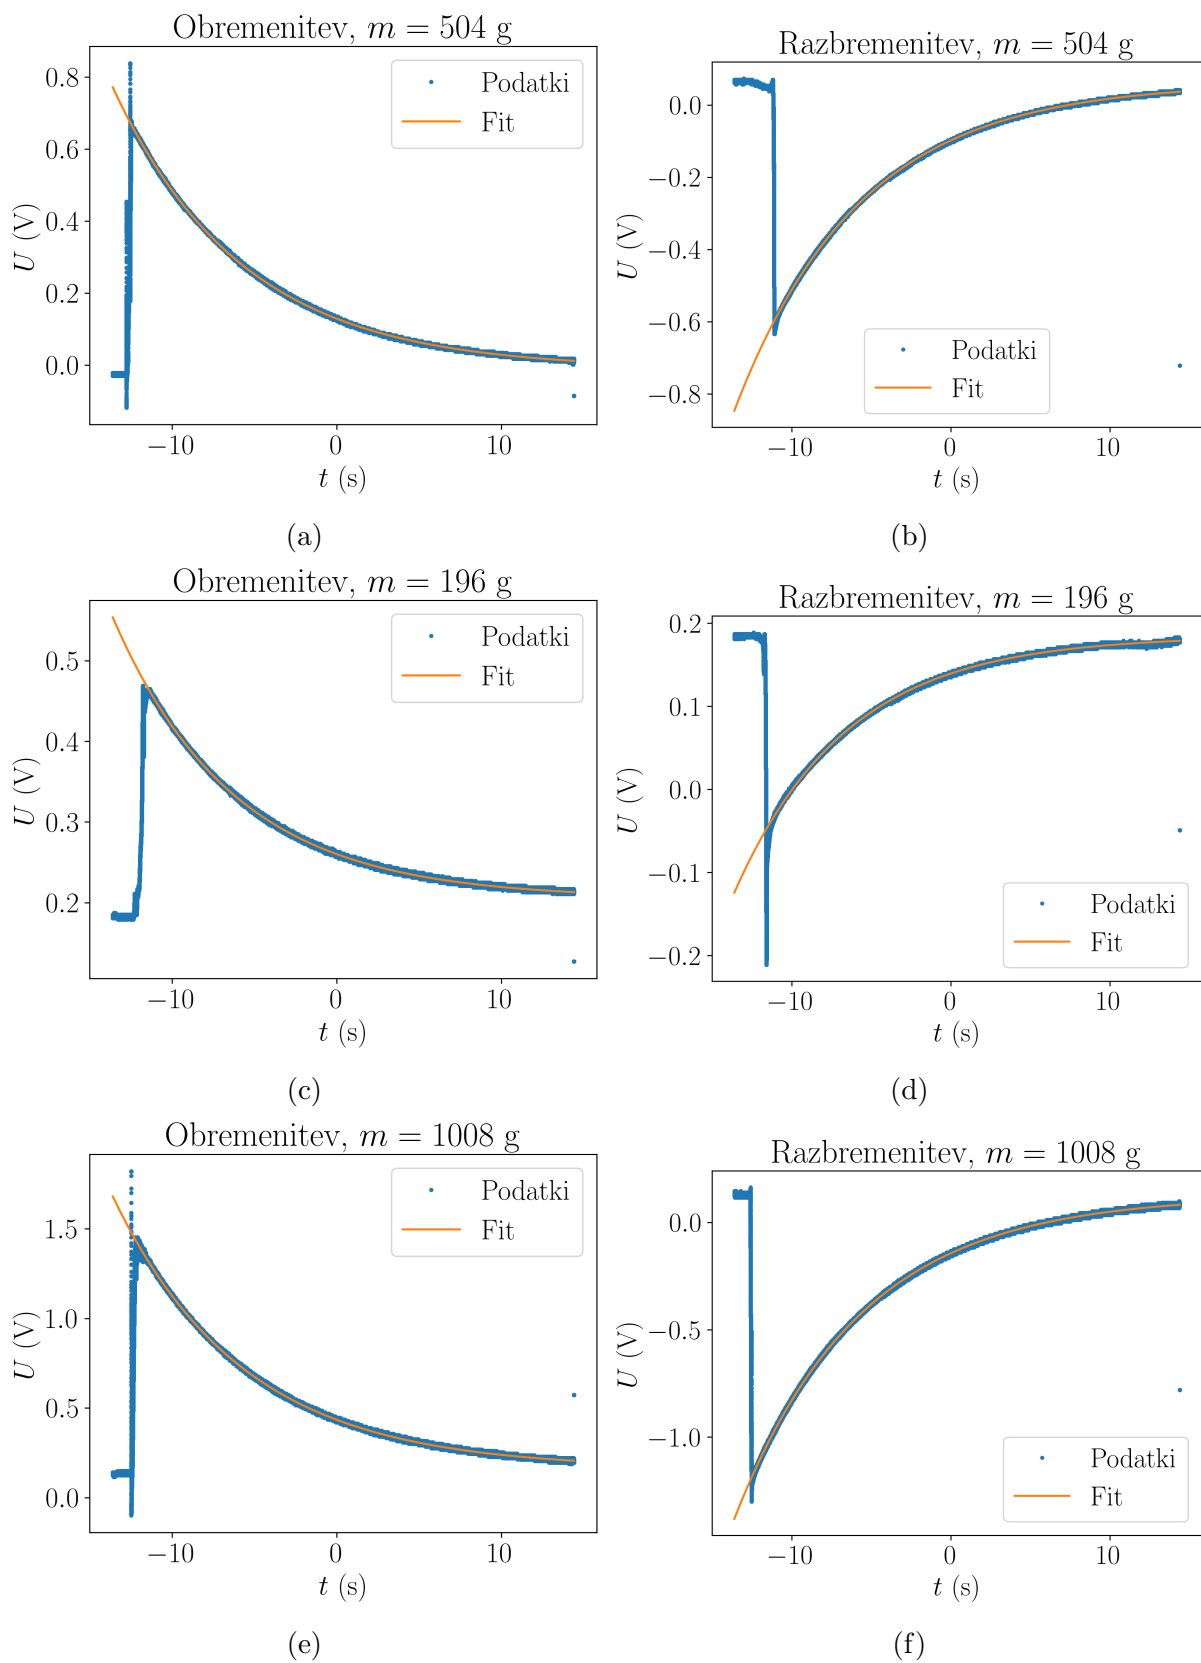 Obremenitev, m = 504 g
0.8
0.6
0.4
0.2
0.0
U (V)
Podatki
Fit
−10 0 10
t (s)
(a)
Razbremenitev, m = 504 g
0.0
−0.2
−0.4
−0.6
−0.8
U (V)
Podatki
Fit
−10 0 10
t (s)
(b)
Obremenitev, m = 196 g
0.5
0.4
0.3
0.2
U (V)
Podatki
Fit
−10 0 10
t (s)
(c)
Razbremenitev, m = 196 g
0.2
0.1
0.0
−0.1
−0.2
U (V)
Podatki
Fit
−10 0 10
t (s)
(d)
Obremenitev, m = 1008 g
1.5
1.0
0.5
0.0
U (V)
Podatki
Fit
−10 0 10
t (s)
(e)
Razbremenitev, m = 1008 g
0.0
−0.5
−1.0
U (V)
Podatki
Fit
−10 0 10
t (s)
(f)